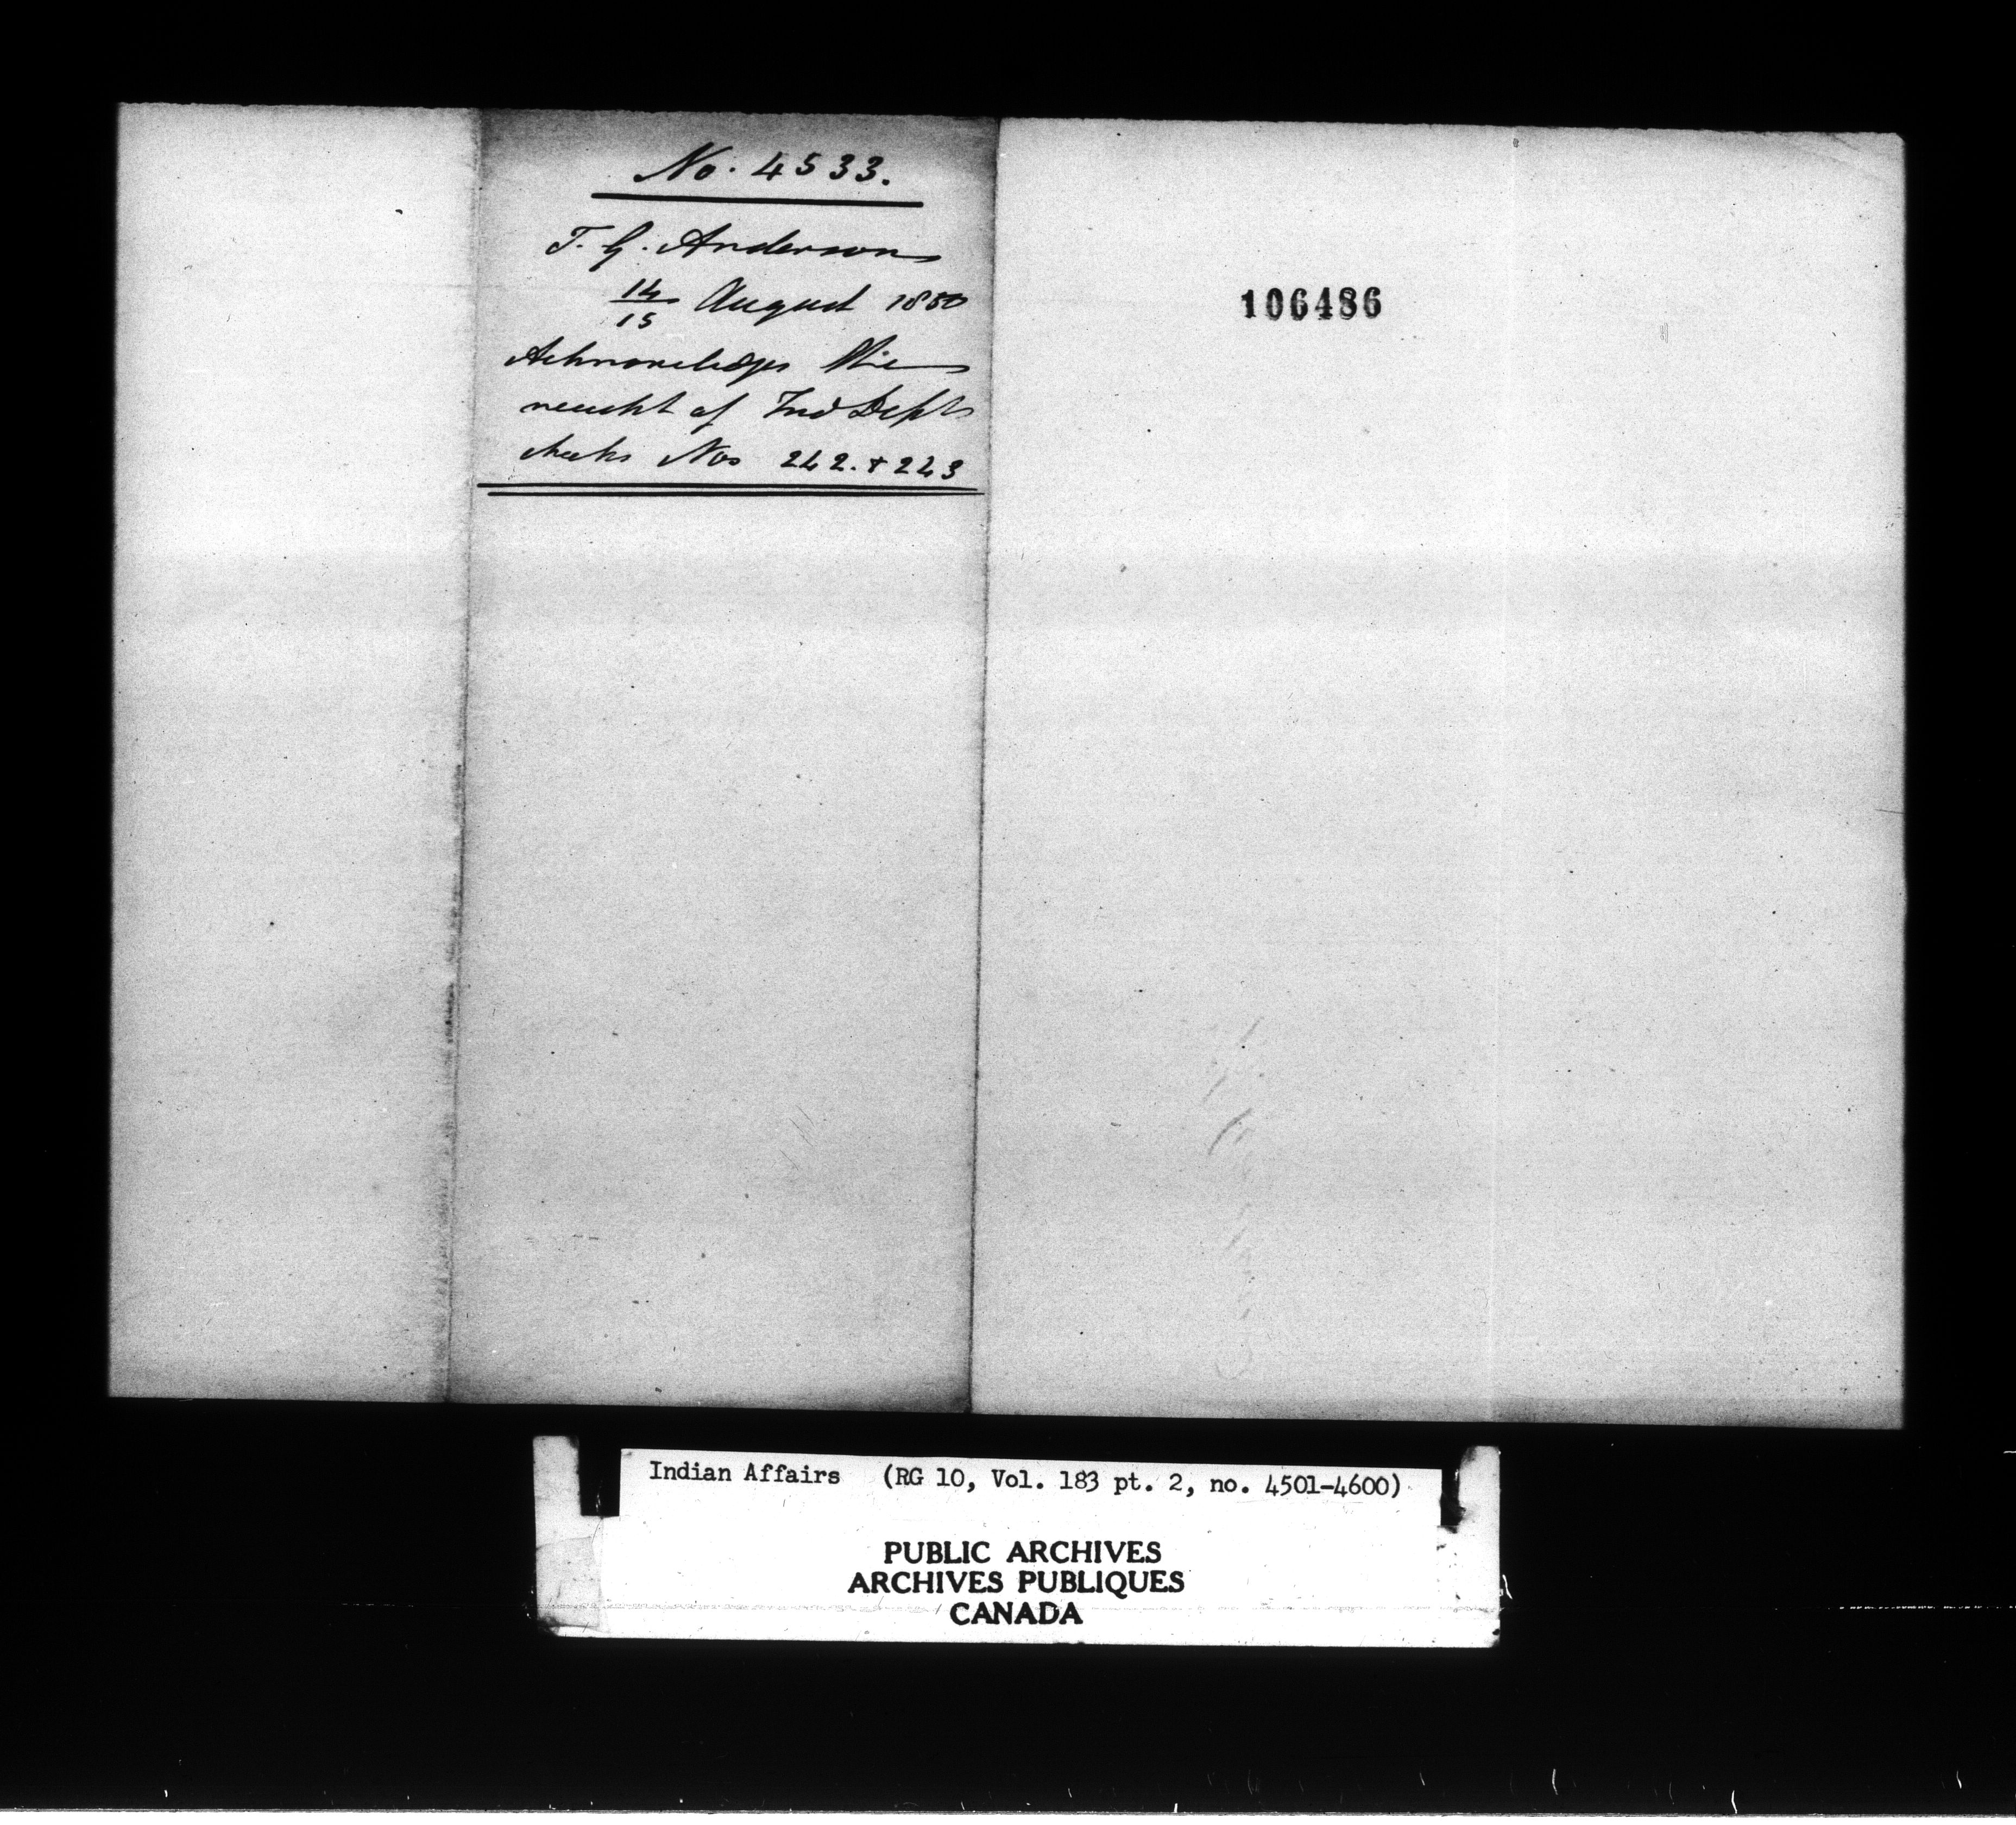 No. 4533.
T. G. Anderson
14/15 August 1850
Acknowledges the
receipt of Ind Dept
checks Nos 242. & 243
106486
Indian Affairs (RG 10, Vol. 183 pt. 2, no. 4501-4600)
PUBLIC ARCHIVES
ARCHIVES PUBLIQUES
CANADA